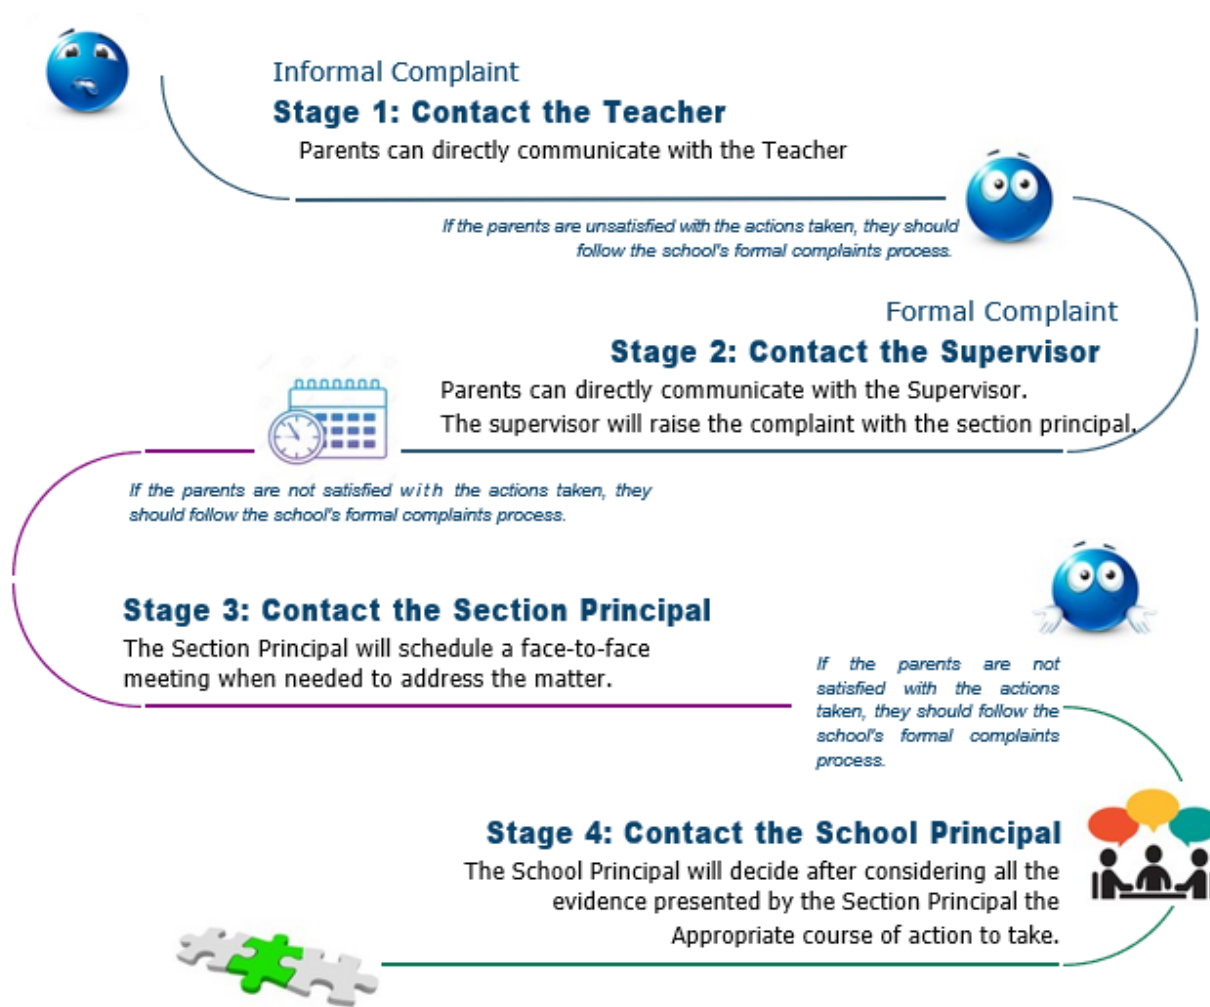 Informal Complaint
Stage 1: Contact the Teacher
Parents can directly communicate with the Teacher
If the parents are unsatisfied with the actions taken, they should
follow the school's formal complaints process.
Formal Complaint
Stage 2: Contact the Supervisor
Parents can directly communicate with the Supervisor.
The supervisor will raise the complaint with the section principal.
If the parents are not satisfied with the actions taken, they
should follow the school's formal complaints process.
Stage 3: Contact the Section Principal
The Section Principal will schedule a face-to-face
meeting when needed to address the matter.
If the parents are not
satisfied with the actions
taken, they should follow the
school's formal complaints
process.
Stage 4: Contact the School Principal
The School Principal will decide after considering all the
evidence presented by the Section Principal the
Appropriate course of action to take.